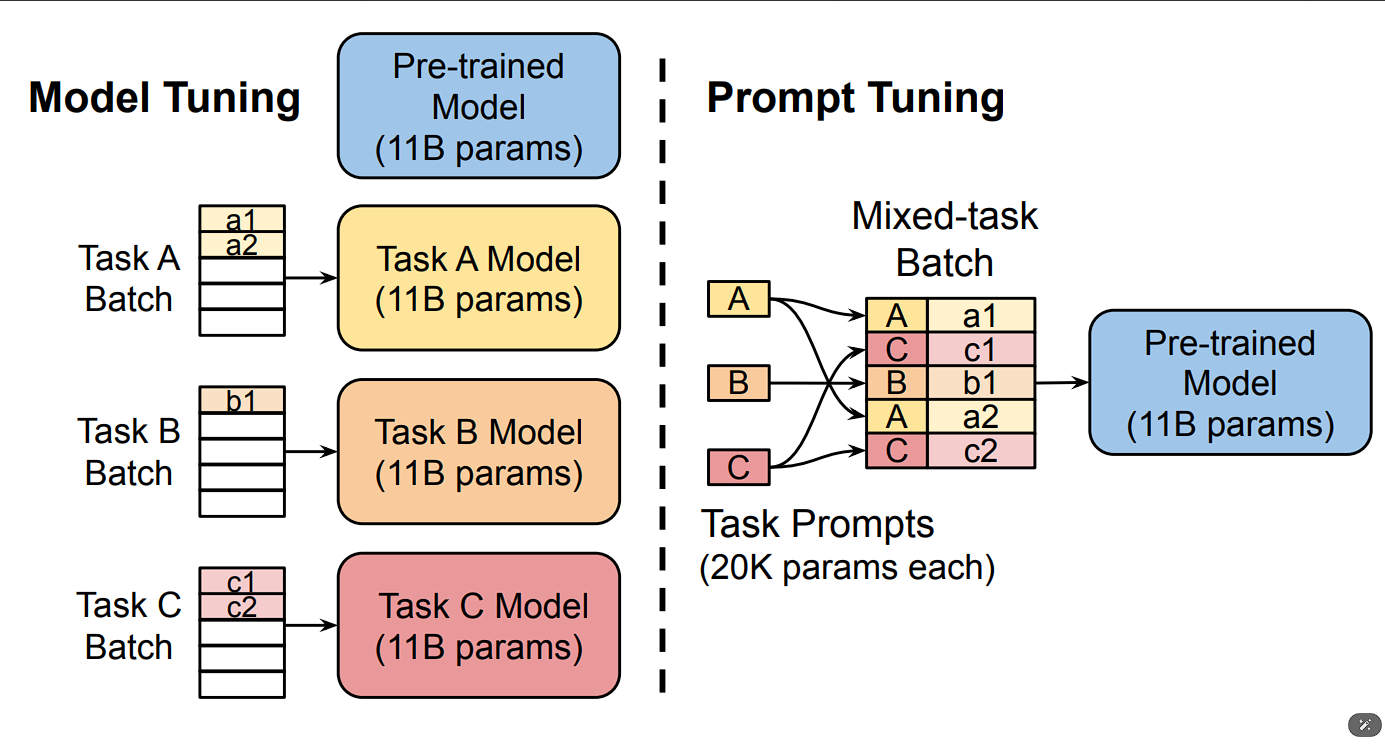 Model Tuning
Pre-trained
Model
(11B params)
Task A
Batch
a1
a2
Task A Model
(11B params)
Task B
Batch
b1
Task B Model
(11B params)
Task C
Batch
c1
c2
Task C Model
(11B params)
Prompt Tuning
Mixed-task
Batch
A
B
C
A a1
C c1
B b1
A a2
C c2
Task Prompts
(20K params each)
Pre-trained
Model
(11B params)